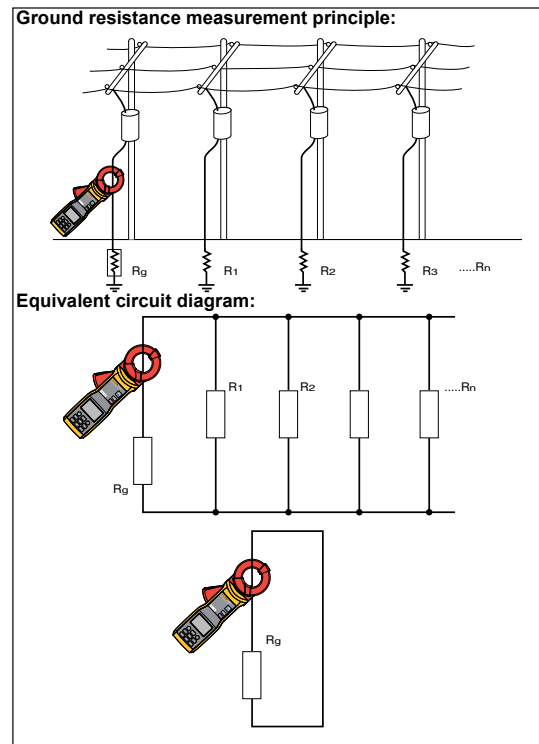 Ground resistance measurement principle:
Rg R1 R2 R3 .....Rn
Equivalent circuit diagram:
R1 R2 .....Rn
Rg
Rg